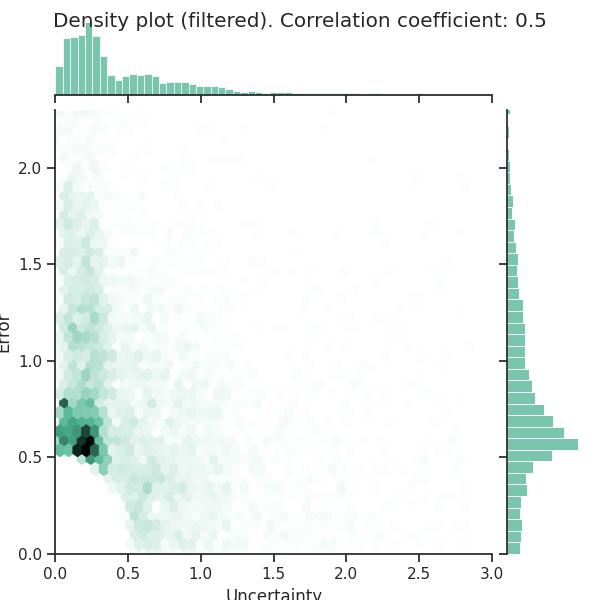 Density plot (filtered). Correlation coefficient: 0.5
2.0
1.5
1.0
0.5
0.0
Error
0.0 0.5 1.0 1.5 2.0 2.5 3.0
Uncertainty